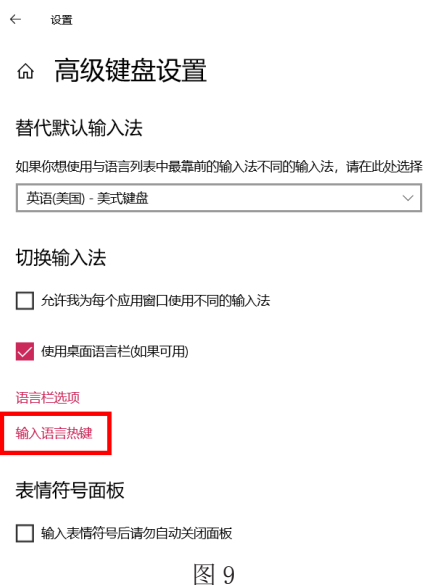 设置
高级键盘设置
替代默认输入法
如果你想使用与语言列表中最靠前的输入法不同的输入法，请在此处选择
英语(美国) - 美式键盘
切换输入法
允许我为每个应用窗口使用不同的输入法
使用桌面语言栏(如果可用)
语言栏选项
输入语言热键
表情符号面板
输入表情符号后请勿自动关闭面板
图 9